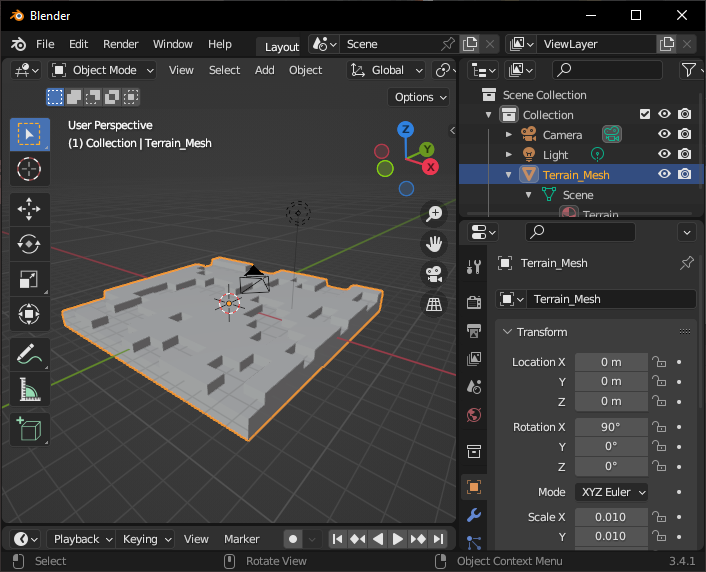 Blender
File Edit Render Window Help Layout Scene ViewLayer
Object Mode View Select Add Object Global
Options
User Perspective
(1) Collection | Terrain_Mesh
Z
Y
X
Scene Collection
Collection
Camera
Light
Terrain_Mesh
Scene
Terrain
Terrain_Mesh
Terrain_Mesh
Transform
Location X 0 m
Y 0 m
Z 0 m
Rotation X 90°
Y 0°
Z 0°
Mode XYZ Euler
Scale X 0.010
Y 0.010
Playback Keying View Marker
Select Rotate View Object Context Menu 3.4.1